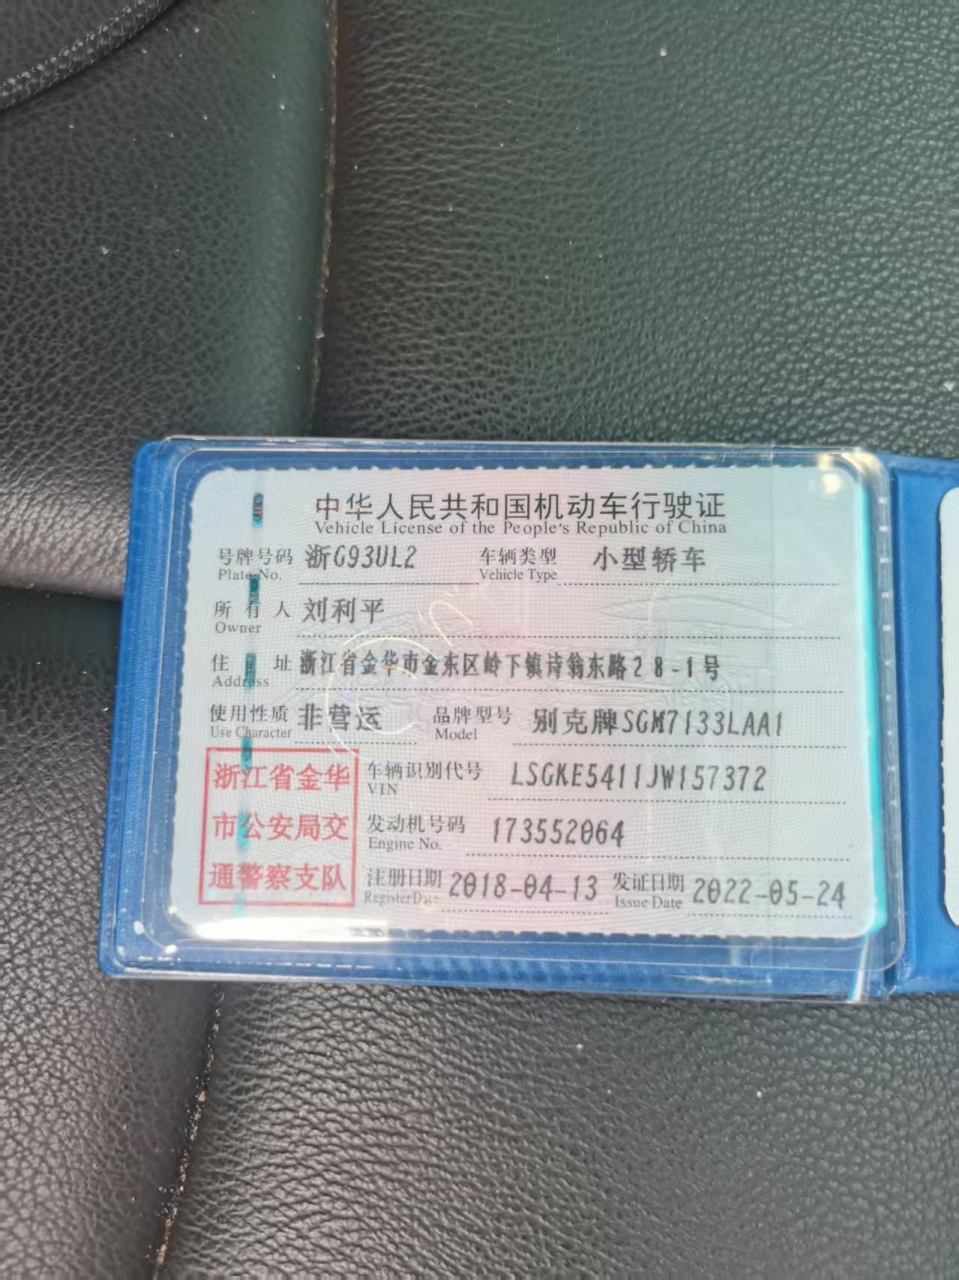 中华人民共和国机动车行驶证
Vehicle License of the People's Republic of China
号牌号码 浙G93UL2 车辆类型 小型轿车
Plate No. Vehicle Type
所有人 刘利平
Owner
住址 浙江省金华市金东区岭下镇诗翁东路28-1号
Address
使用性质 非营运 品牌型号 别克牌SGM7133LAA1
Use Character Model
浙江省金华
市公安局交
通警察支队
车辆识别代号 LSGKE5411JW157372
VIN
发动机号码 173552064
Engine No.
注册日期 2018-04-13 发证日期 2022-05-24
Register Date Issue Date